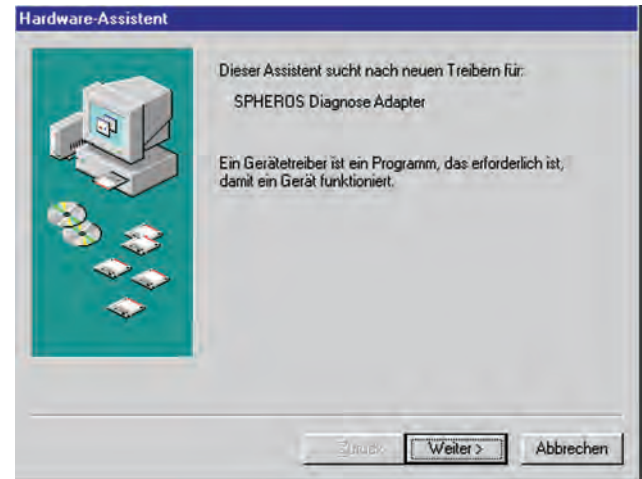 Hardware-Assistent
Dieser Assistent sucht nach neuen Treibern für:
SPHEROS Diagnose Adapter
Ein Gerätetreiber ist ein Programm, das erforderlich ist,
damit ein Gerät funktioniert.
Weiter > Abbrechen